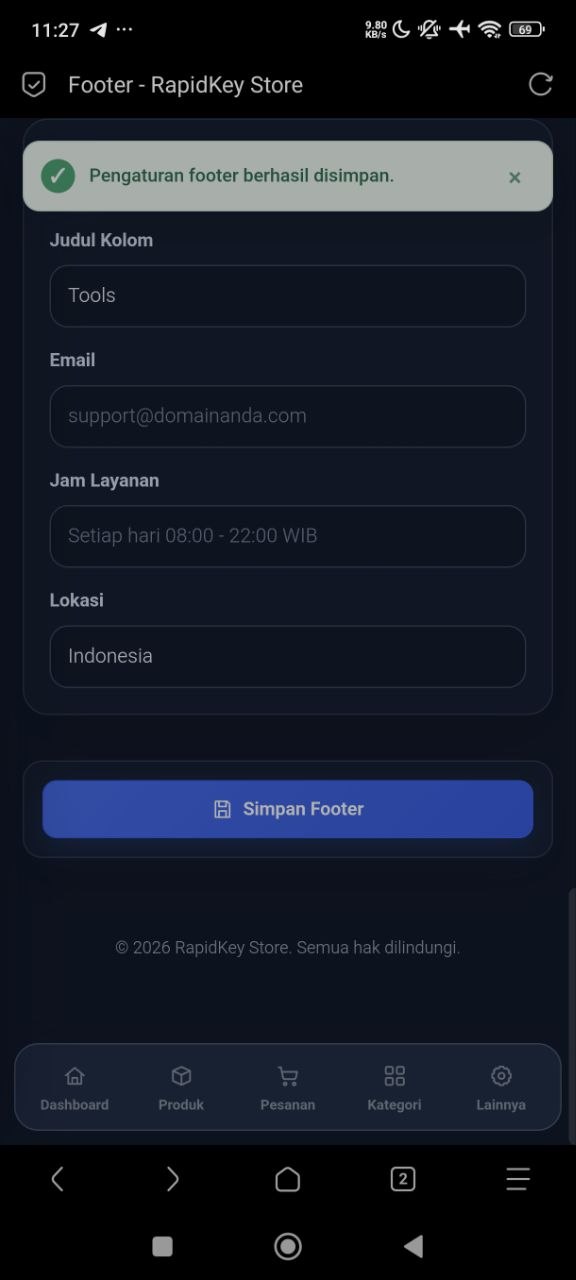 11:27
9.80
KB/s
69
Footer - RapidKey Store
Pengaturan footer berhasil disimpan.
×
Judul Kolom
Tools
Email
support@domainanda.com
Jam Layanan
Setiap hari 08:00 - 22:00 WIB
Lokasi
Indonesia
Simpan Footer
© 2026 RapidKey Store. Semua hak dilindungi.
Dashboard Produk Pesanan Kategori Lainnya
2